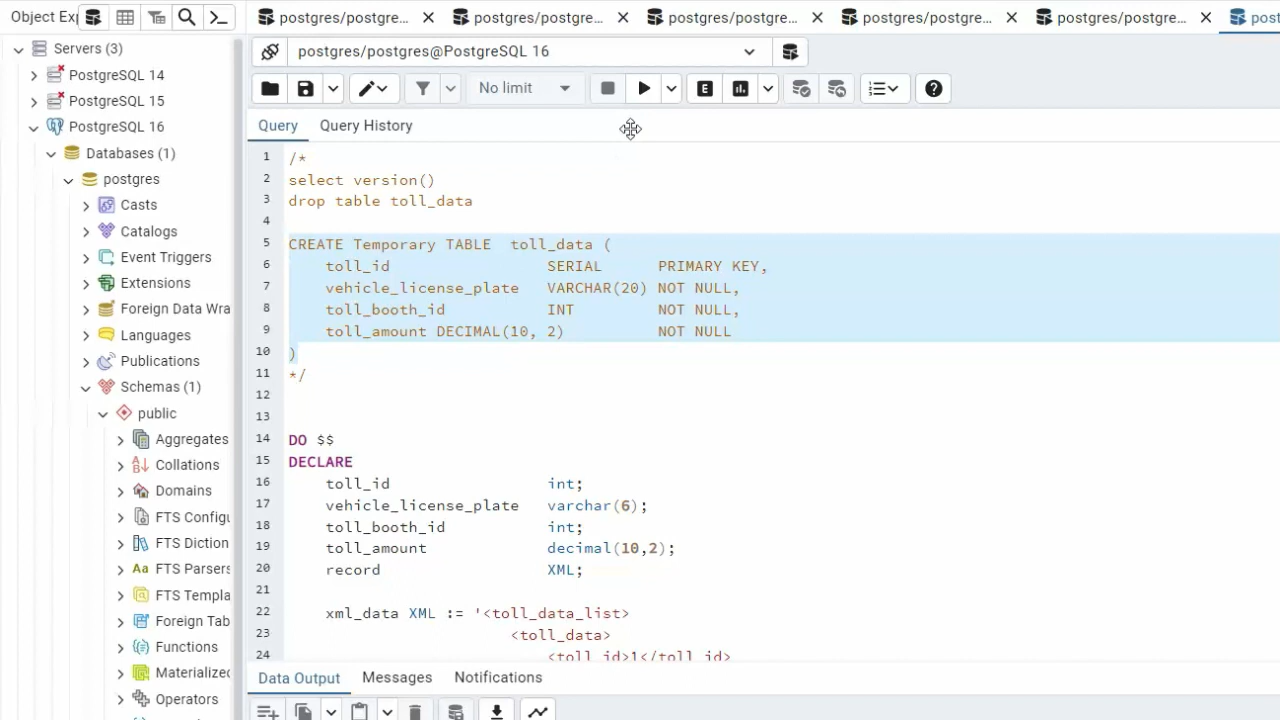 Object Exp
postgres/postgre...
postgres/postgre...
postgres/postgre...
postgres/postgre...
postgres/postgre...
post
Servers (3)
PostgreSQL 14
PostgreSQL 15
PostgreSQL 16
Databases (1)
postgres
Casts
Catalogs
Event Triggers
Extensions
Foreign Data Wra
Languages
Publications
Schemas (1)
public
Aggregates
Collations
Domains
FTS Configu
FTS Diction
Aa FTS Parsers
FTS Templa
Foreign Tab
Functions
Materialized
Operators
postgres/postgres@PostgreSQL 16
No limit
E
Query
Query History
1 /*
2 select version()
3 drop table toll_data
4
5 CREATE Temporary TABLE  toll_data (
6     toll_id                 SERIAL      PRIMARY KEY,
7     vehicle_license_plate   VARCHAR(20) NOT NULL,
8     toll_booth_id           INT         NOT NULL,
9     toll_amount DECIMAL(10, 2)          NOT NULL
10 )
11 */
12
13
14 DO $$
15 DECLARE
16     toll_id                 int;
17     vehicle_license_plate   varchar(6);
18     toll_booth_id           int;
19     toll_amount             decimal(10,2);
20     record                  XML;
21
22     xml_data XML := '<toll_data_list>
23                         <toll_data>
24                             <toll_id>1</toll_id>
Data Output
Messages
Notifications